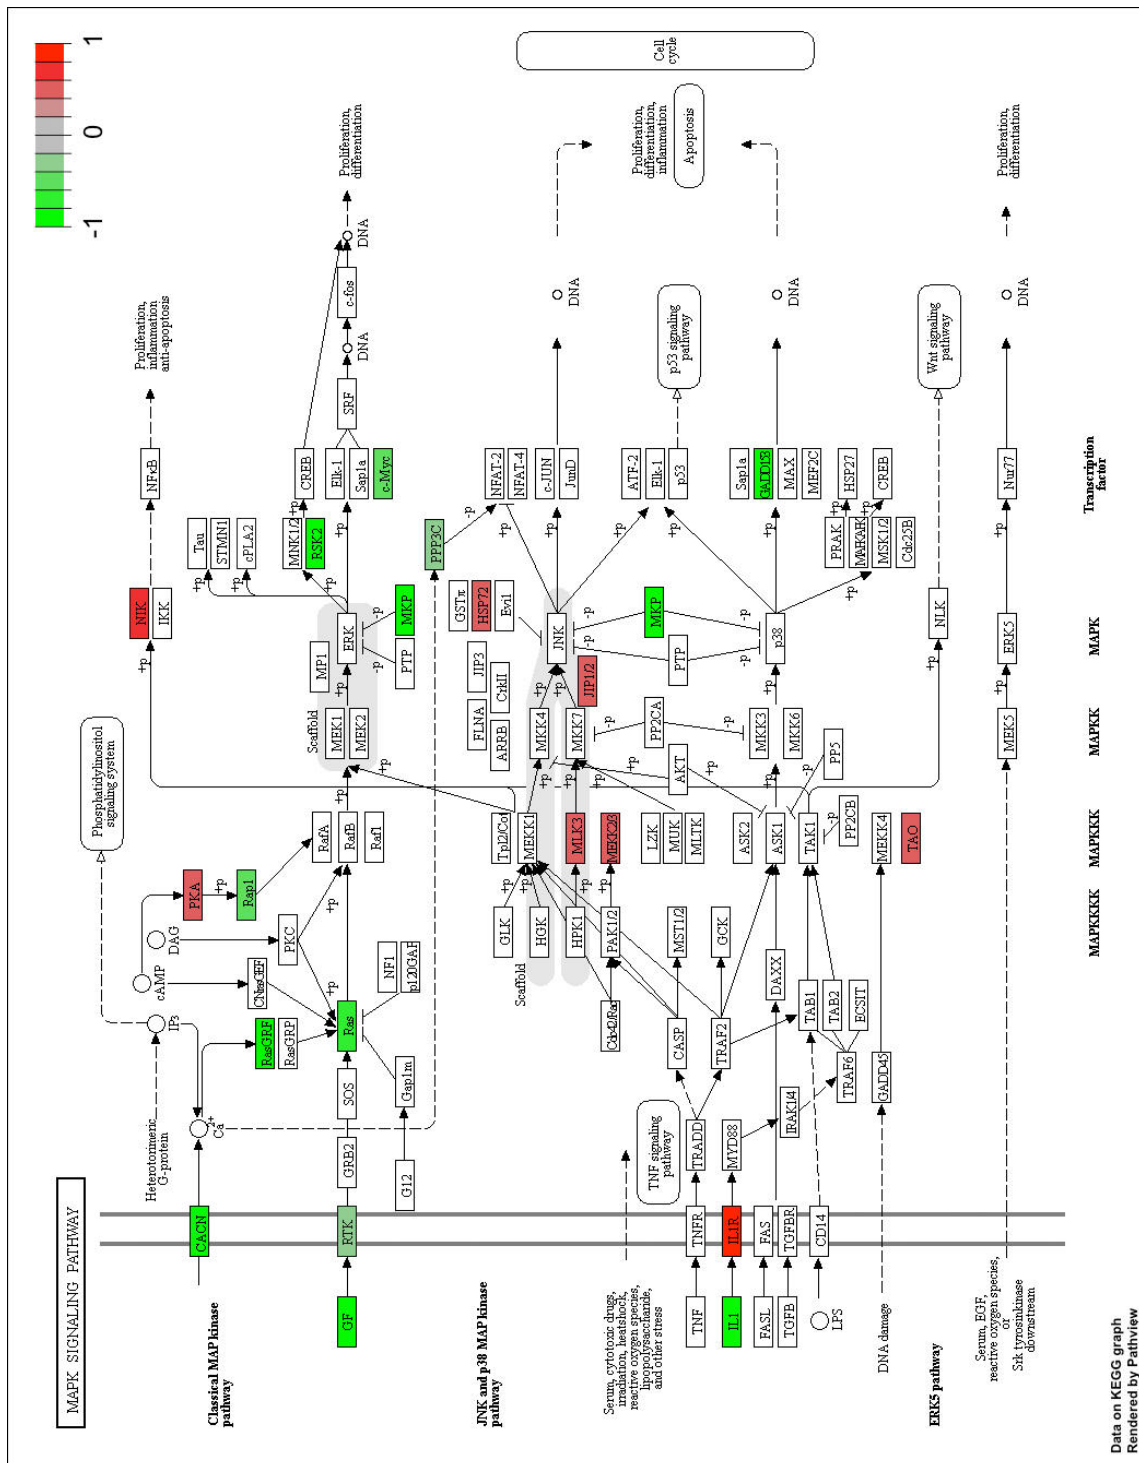 MAPK SIGNALING PATHWAY
-1
0
1
Classical MAP kinase
pathway
Heterotrimeric
G-protein
Phosphatidylinositol
signaling system
IP3
cAMP
DAG
PKA
+p
Rap1
CACN
Ca
2+
RasGRF
RasGRP
CNasGEF
PKC
+p
+p
GF
RTK
GRB2
SOS
Ras
G12
Gap1m
NF1
p120GAP
RafA
RafB
Raf1
+p
+p
Scaffold
MEK1
MEK2
MP1
+p
ERK
PTP
MKP
-p
-p
+p
NIK
IKK
NFκB
Proliferation,
inflammation
anti-apoptosis
+p
Tau
STMN1
+p
cPLA2
+p
MNK1/2
RSK2
+p
CREB
Elk-1
Sap1a
c-Myc
+p
SRF
DNA
c-fos
DNA
Proliferation,
differentiation
PPP3C
-p
JNK and p38 MAP kinase
pathway
Scaffold
GLK
HGK
HPK1
PAK1/2
MST1/2
GCK
+p
+p
+p
+p
Tpl2/Cot
MEKK1
MLK3
MEKK2/3
LZK
MUK
MLTK
ASK2
ASK1
TAK1
PP2CB
-p
MEKK4
TAO
FLNA
JIP3
ARRB
CrkII
GSTπ
HSP72
Evi1
MKK4
MKK7
+p
+p
+p
+p
+p
+p
JNK
JIP1/2
PP2CA
-p
-p
AKT
+p
+p
PP5
-p
MKK3
MKK6
+p
+p
PTP
MKP
-p
-p
-p
-p
p38
NFAT-2
NFAT-4
c-JUN
JunD
+p
ATF-2
Elk-1
p53
+p
+p
p53 signaling
pathway
Sap1a
GADD153
MAX
MEF2C
+p
PRAK
MAPKAPK
MSK1/2
Cdc25B
+p
+p
+p
HSP27
CREB
DNA
DNA
Proliferation,
differentiation,
inflammation
Apoptosis
Cell
cycle
Serum, cytotoxic drugs,
irradiation, heatshock,
reactive oxygen species,
lipopolysaccharide,
and other stress
TNF signaling
pathway
TNF
TNFR
TRADD
CASP
TRAF2
Cdc42/Rac
IL1
IL1R
MYD88
IRAK1/4
TRAF6
FASL
FAS
DAXX
TGFB
TGFBR
TAB1
TAB2
ECSIT
LPS
CD14
DNA damage
GADD45
NLK
Wnt signaling
pathway
ERK5 pathway
Serum, EGF,
reactive oxygen species,
or
Srk tyrosinkinase
downstream
MEK5
+p
ERK5
+p
Nur77
DNA
Proliferation,
differentiation
MAPKKKK
MAPKKK
MAPKK
MAPK
Transcription
factor
Data on KEGG graph
Rendered by Pathview